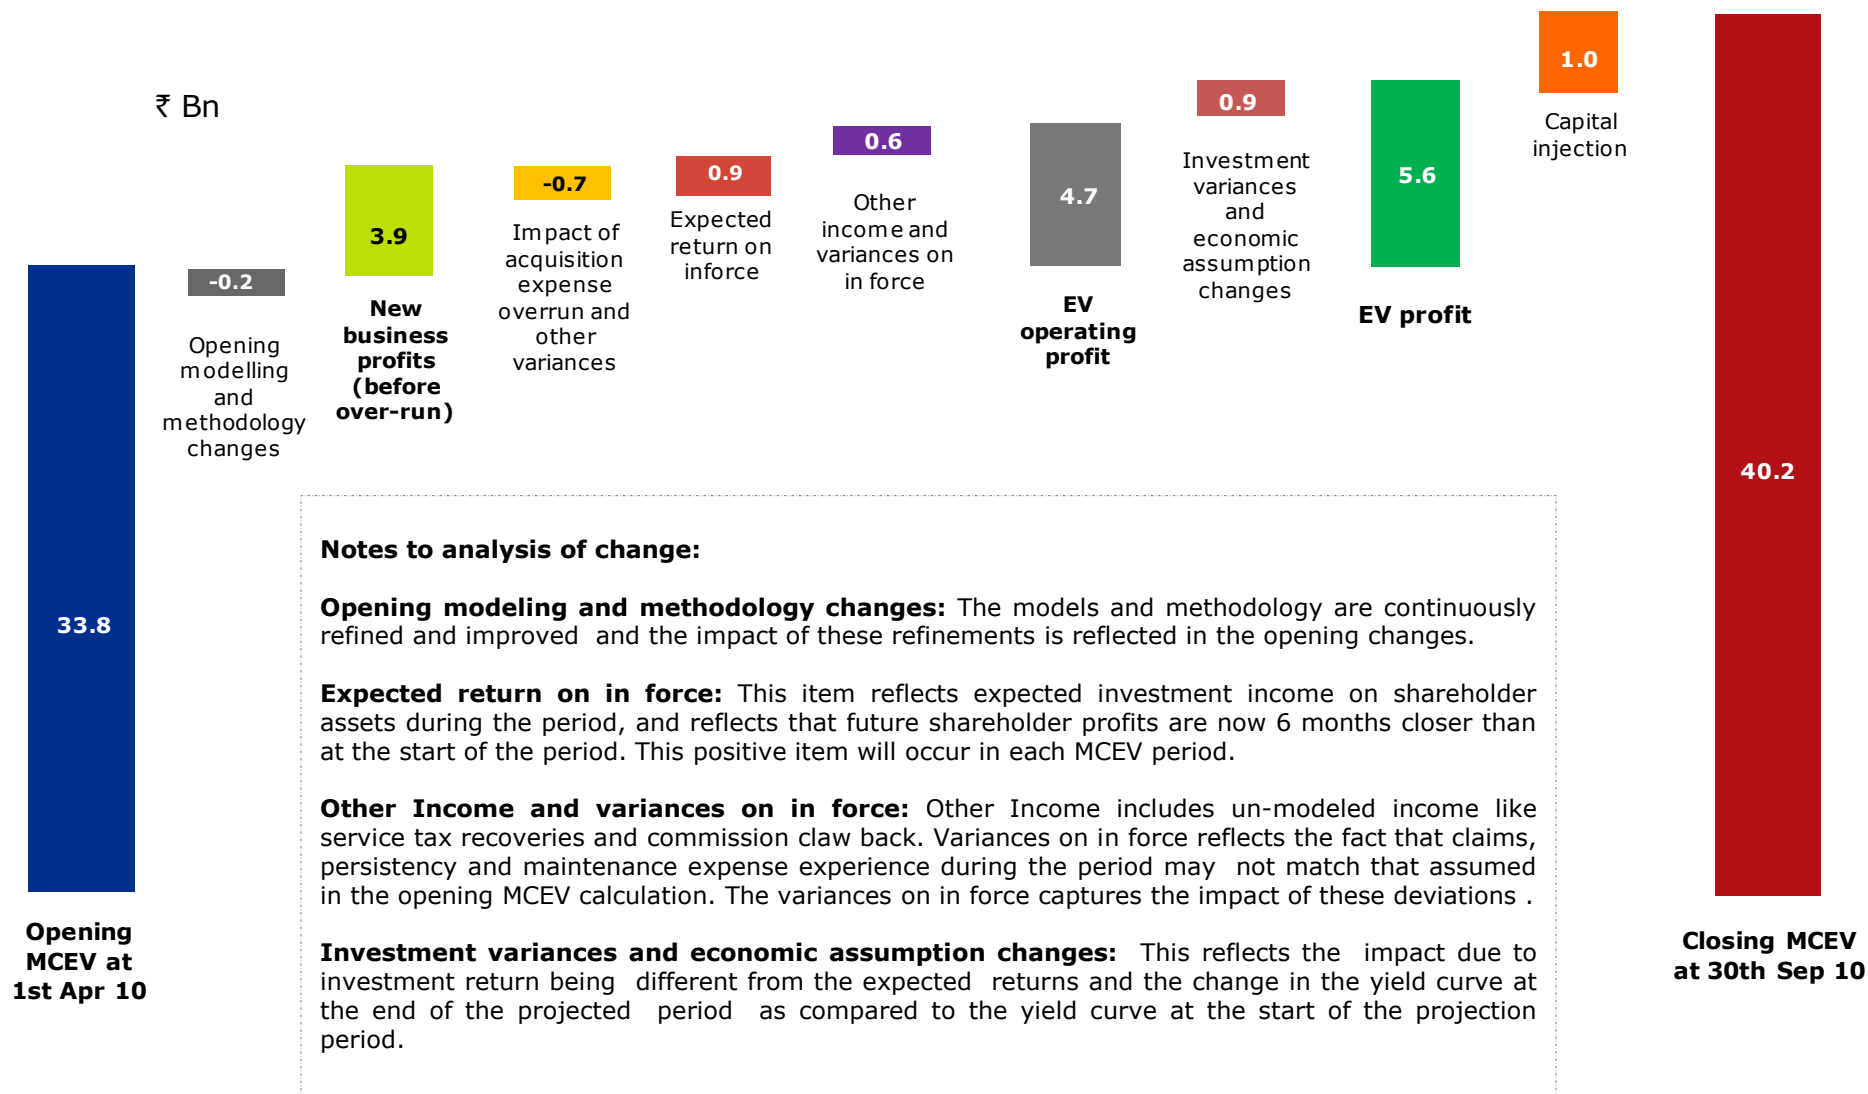 ₹ Bn
33.8
Opening
MCEV at
1st Apr 10
-0.2
Opening
modelling
and
methodology
changes
3.9
New
business
profits
(before
over-run)
-0.7
Impact of
acquisition
expense
overrun and
other
variances
0.9
Expected
return on
inforce
0.6
Other
income and
variances on
in force
4.7
EV
operating
profit
0.9
Investment
variances
and
economic
assumption
changes
5.6
EV profit
1.0
Capital
injection
40.2
Closing MCEV
at 30th Sep 10
Notes to analysis of change:
Opening modeling and methodology changes: The models and methodology are continuously
refined and improved and the impact of these refinements is reflected in the opening changes.
Expected return on in force: This item reflects expected investment income on shareholder
assets during the period, and reflects that future shareholder profits are now 6 months closer than
at the start of the period. This positive item will occur in each MCEV period.
Other Income and variances on in force: Other Income includes un-modeled income like
service tax recoveries and commission claw back. Variances on in force reflects the fact that claims,
persistency and maintenance expense experience during the period may not match that assumed
in the opening MCEV calculation. The variances on in force captures the impact of these deviations .
Investment variances and economic assumption changes: This reflects the impact due to
investment return being different from the expected returns and the change in the yield curve at
the end of the projected period as compared to the yield curve at the start of the projection
period.